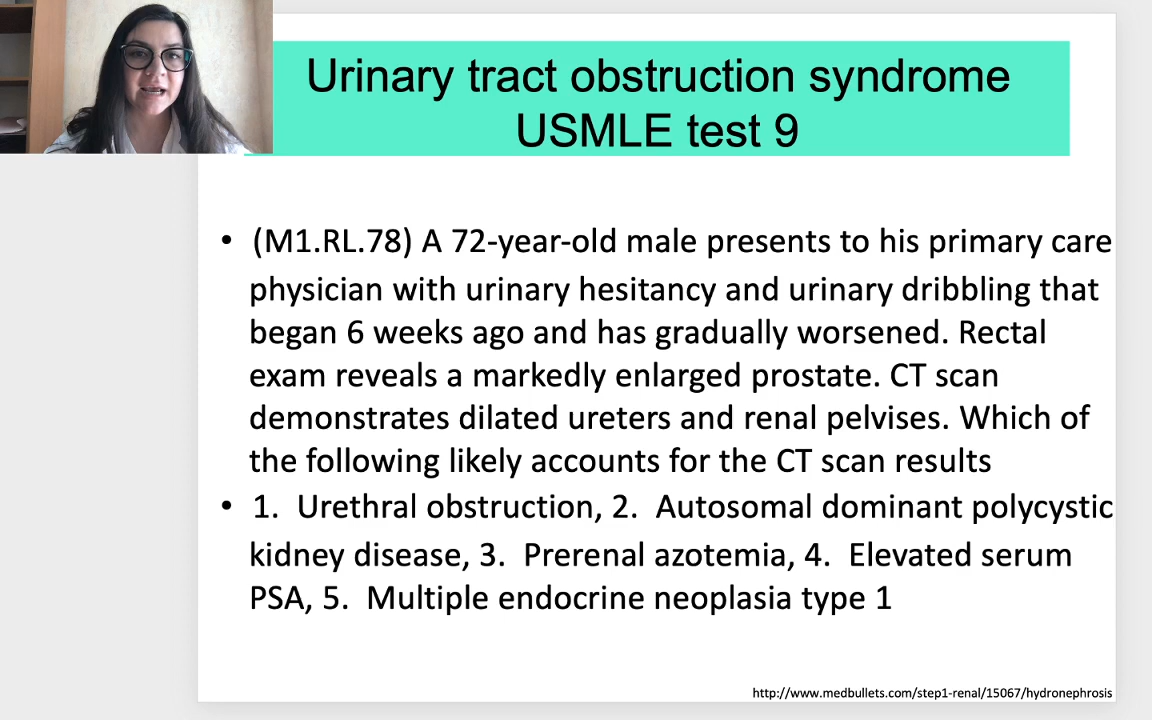 Urinary tract obstruction syndrome
USMLE test 9
• (M1.RL.78) A 72-year-old male presents to his primary care
physician with urinary hesitancy and urinary dribbling that
began 6 weeks ago and has gradually worsened. Rectal
exam reveals a markedly enlarged prostate. CT scan
demonstrates dilated ureters and renal pelvises. Which of
the following likely accounts for the CT scan results
• 1. Urethral obstruction, 2. Autosomal dominant polycystic
kidney disease, 3. Prerenal azotemia, 4. Elevated serum
PSA, 5. Multiple endocrine neoplasia type 1
http://www.medbullets.com/step1-renal/15067/hydronephrosis